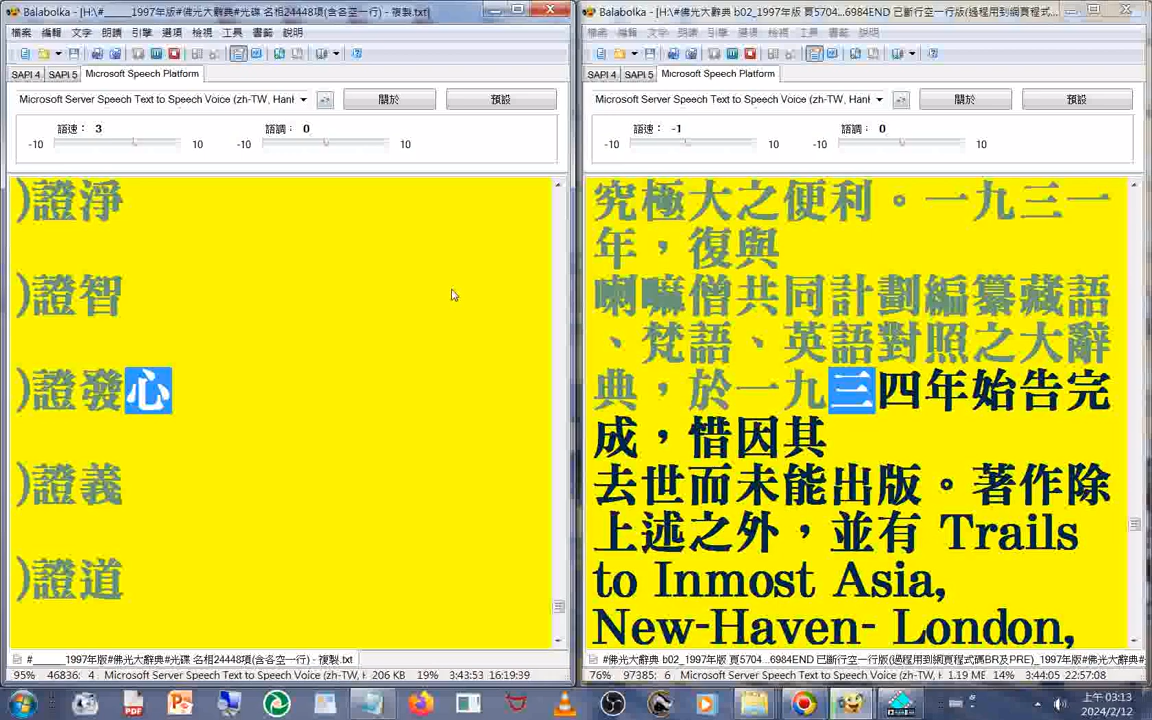 Balabolka - [H:\#_____1997年版#佛光大辭典#光碟 名相24448項(含各空一行) - 複製.txt]
檔案 編輯 文字 朗讀 引擎 選項 檢視 工具 書籤 說明
SAPI 4 SAPI 5 Microsoft Speech Platform
Microsoft Server Speech Text to Speech Voice (zh-TW, Hanl
關於 預設
語速： 3 語調： 0
-10 10 -10 10
)證淨
)證智
)證發心
)證義
)證道
#_____1997年版#佛光大辭典#光碟 名相24448項(含各空一行) - 複製.txt
95% 46836: 4 Microsoft Server Speech Text to Speech Voice (zh-TW, H 206 KB 19% 3:43:53 16:19:39
Balabolka - [H:\#佛光大辭典 b02_1997年版 頁5704...6984END 已斷行空一行版(過程用到網頁程式...
檔案 編輯 文字 朗讀 引擎 選項 檢視 工具 書籤 說明
SAPI 4 SAPI 5 Microsoft Speech Platform
Microsoft Server Speech Text to Speech Voice (zh-TW, Hanl
關於 預設
語速： -1 語調： 0
-10 10 -10 10
究極大之便利。一九三一
年，復與
喇嘛僧共同計劃編纂藏語
、梵語、英語對照之大辭
典，於一九三四年始告完
成，惜因其
去世而未能出版。著作除
上述之外，並有 Trails
to Inmost Asia,
New-Haven- London,
#佛光大辭典 b02_1997年版 頁5704...6984END 已斷行空一行版(過程用到網頁程式碼BR及PRE)_1997年版#
76% 97385: 6 Microsoft Server Speech Text to Speech Voice (zh-TW, H 1.19 MB 14% 3:44:05 22:57:08
上午 03:13
2024/2/12